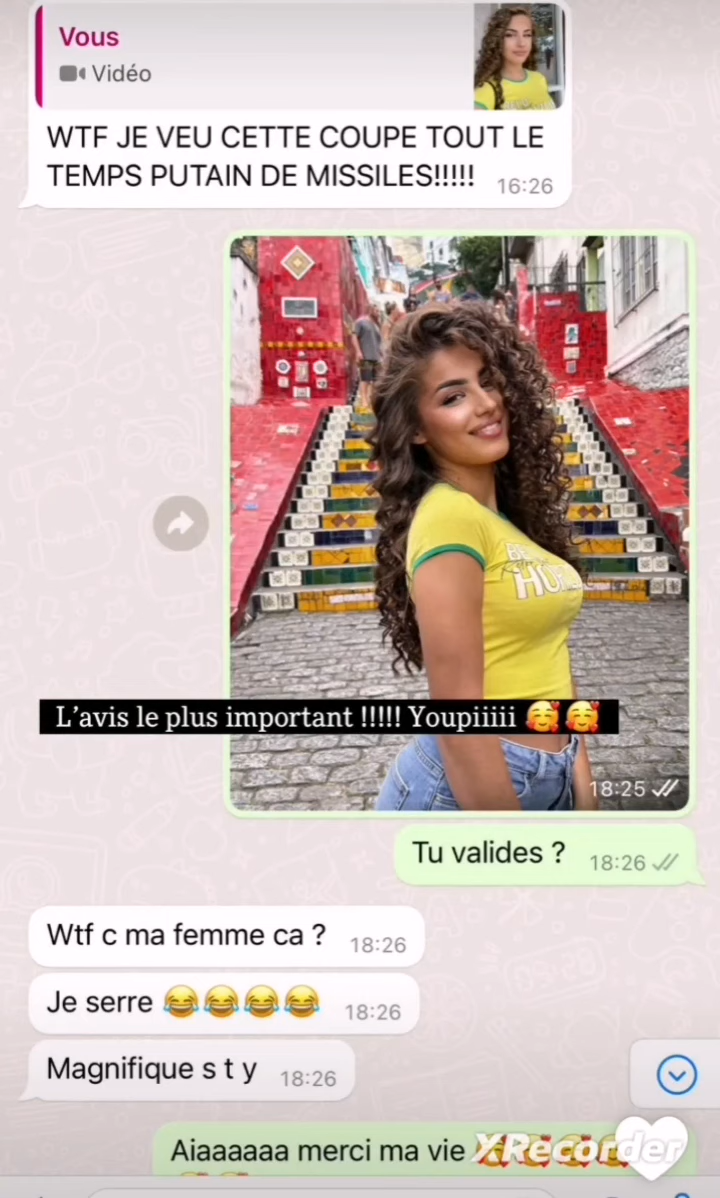 Vous
Vidéo
WTF JE VEU CETTE COUPE TOUT LE
TEMPS PUTAIN DE MISSILES!!!!!
16:26
L’avis le plus important !!!!! Youpiiiii 🥰🥰
18:25
Tu valides ?
18:26
Wtf c ma femme ca ?
18:26
Je serre 😂😂😂😂
18:26
Magnifique s t y
18:26
Aiaaaaaa merci ma vie
XRecorder